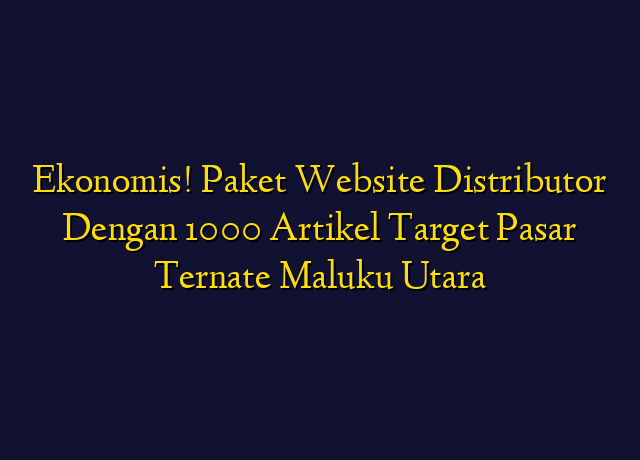 Ekonomis! Paket Website Distributor
Dengan 1000 Artikel Target Pasar
Ternate Maluku Utara